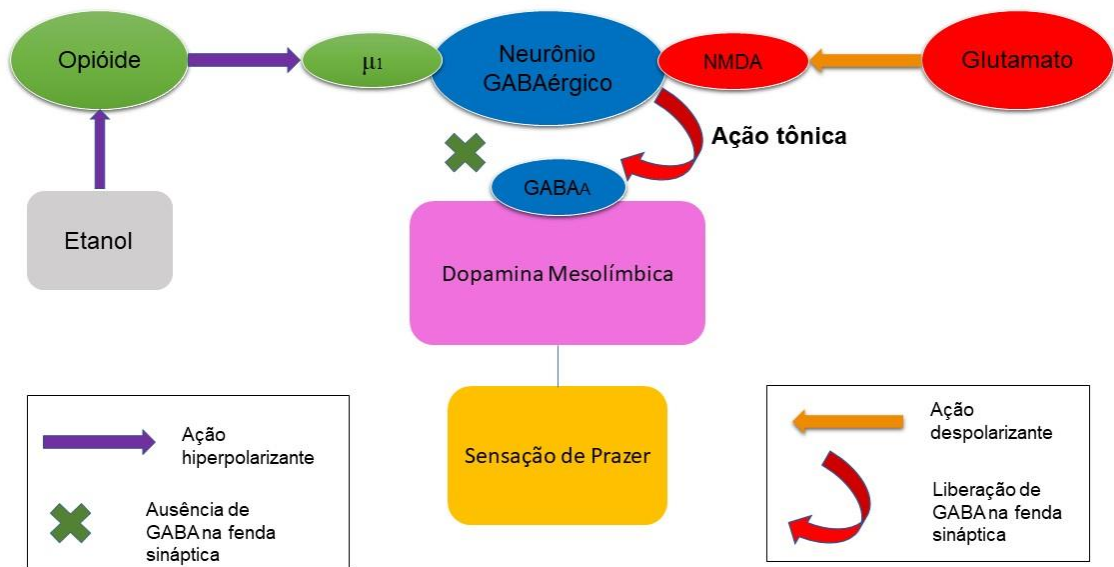 Opióide
μ1
Neurônio
GABAérgico
NMDA
Glutamato
Ação tônica
GABAA
Etanol
Dopamina Mesolímbica
Sensação de Prazer
Ação
hiperpolarizante
Ausência de
GABA na fenda
sináptica
Ação
despolarizante
Liberação de
GABA na fenda
sináptica